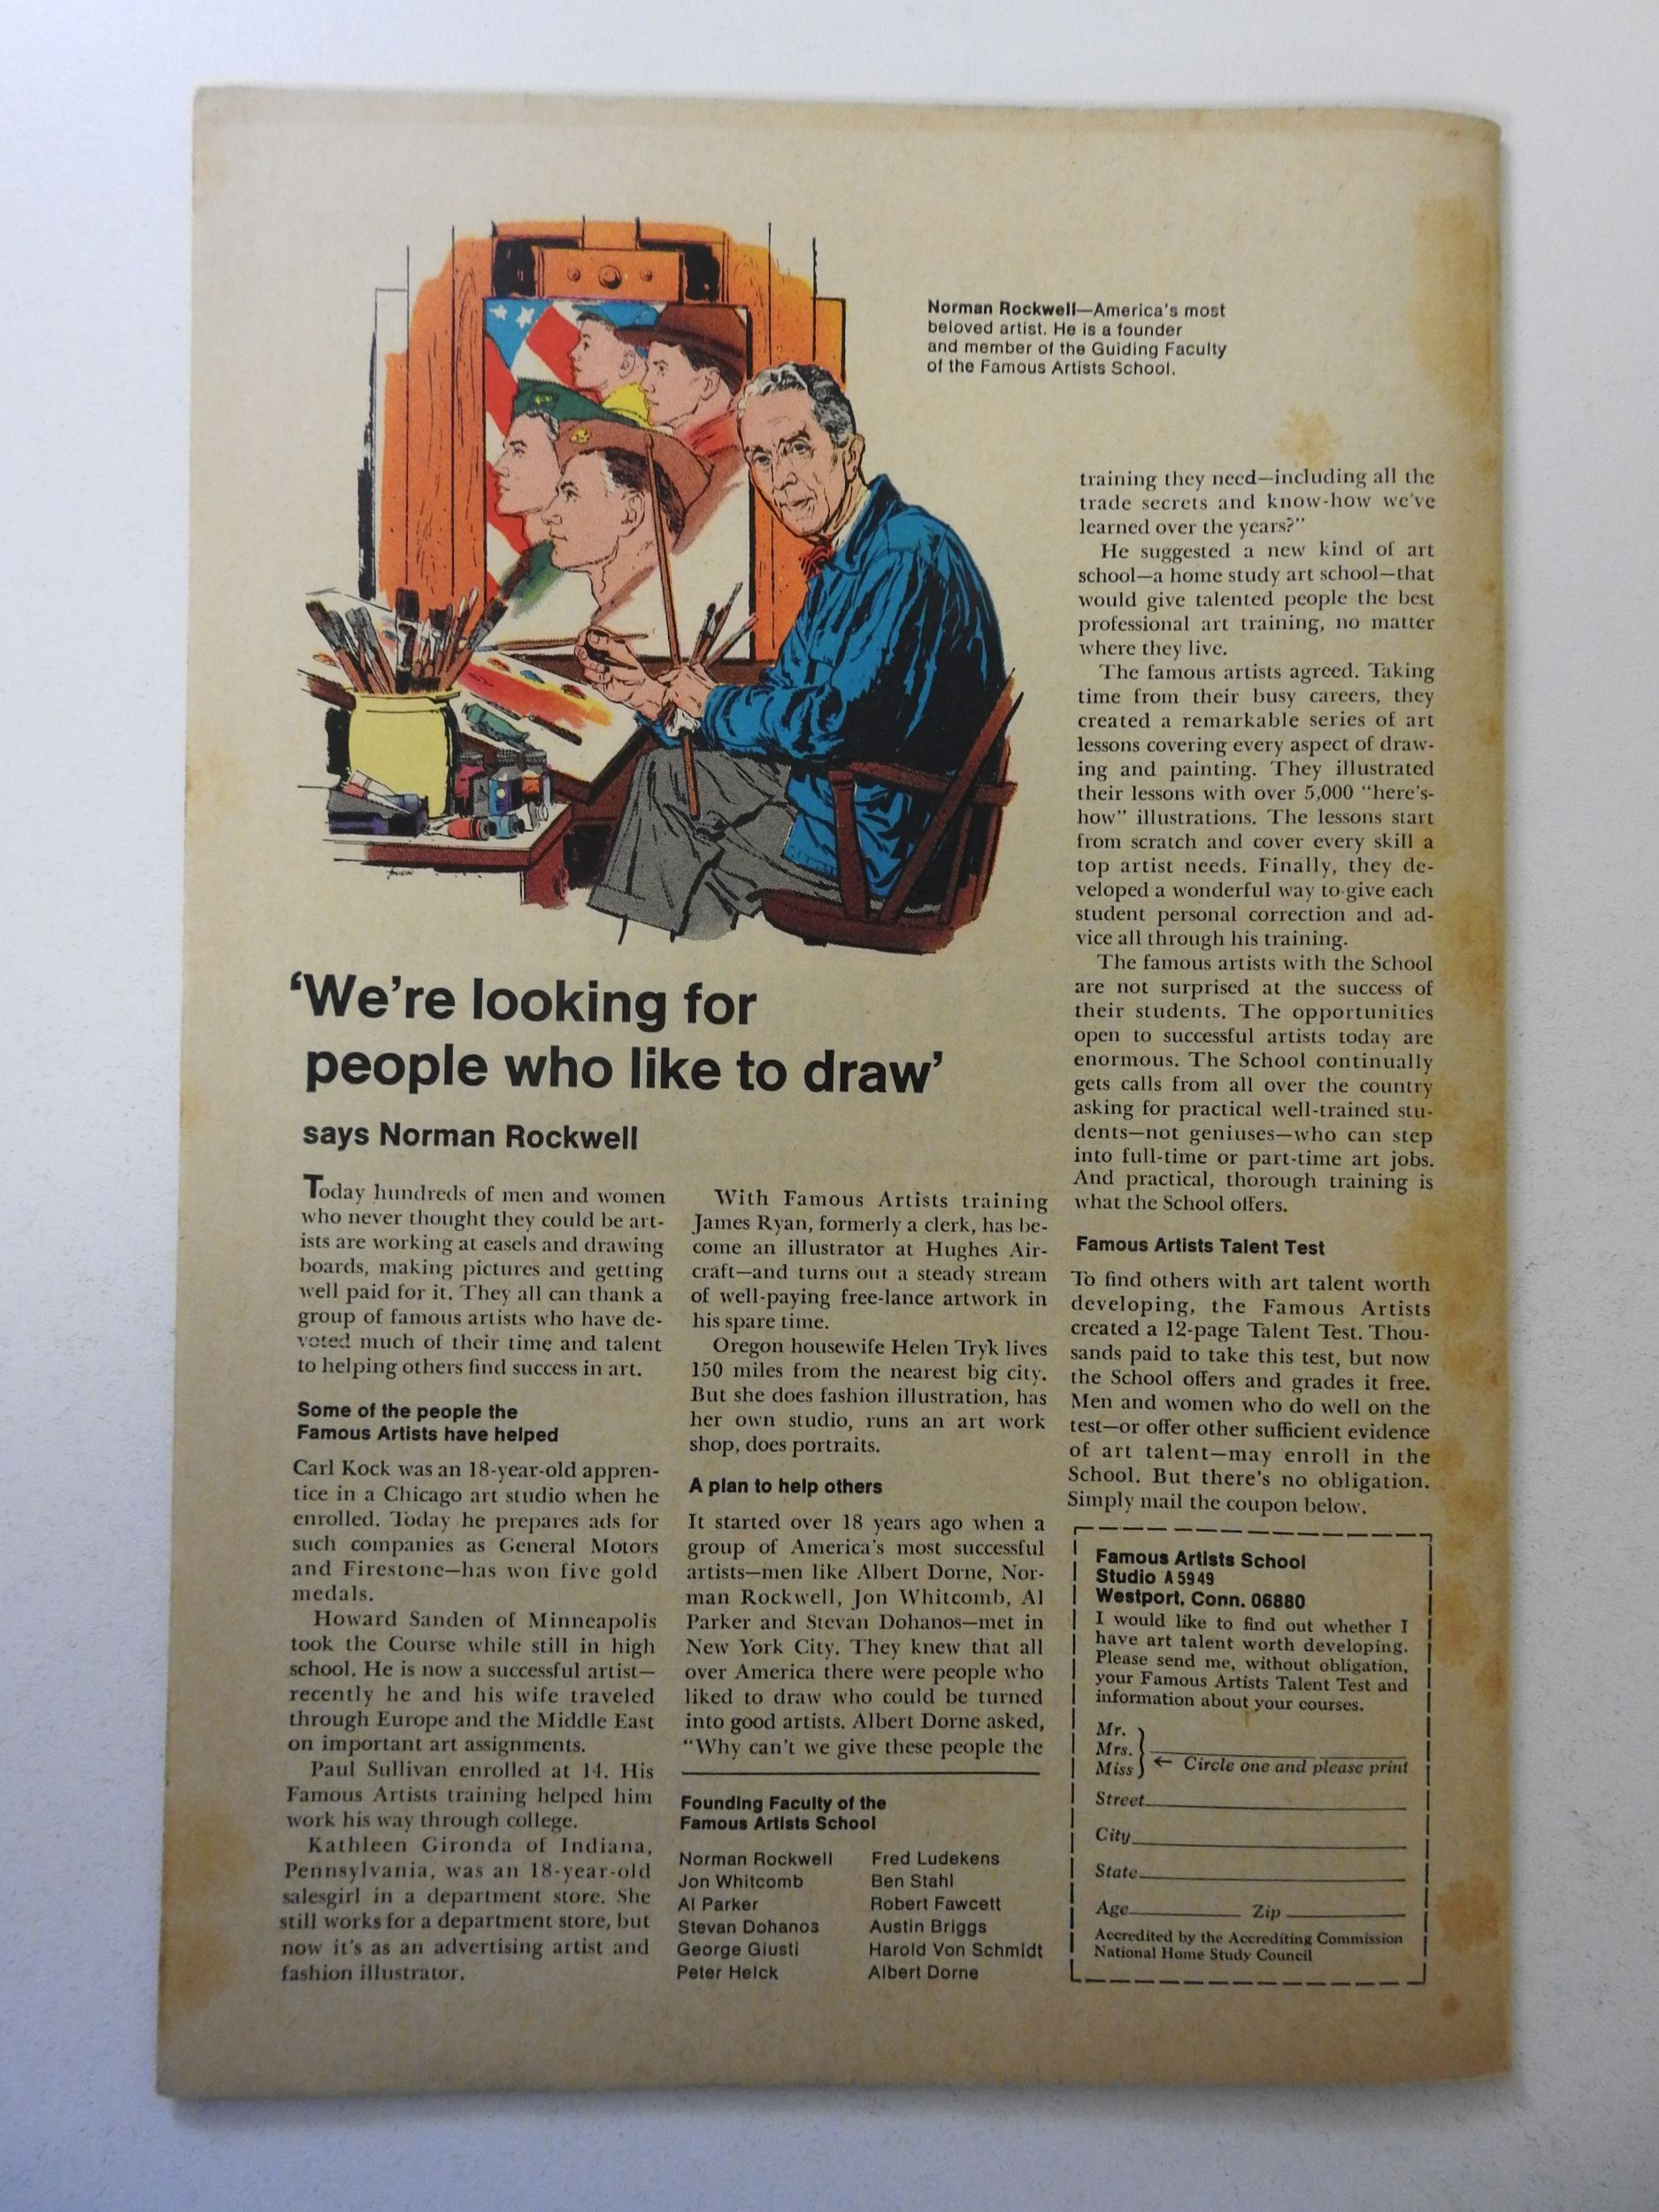 Norman Rockwell—America's most
beloved artist. He is a founder
and member of the Guiding Faculty
of the Famous Artists School.
'We're looking for
people who like to draw'
says Norman Rockwell
Today hundreds of men and women
who never thought they could be art-
ists are working at easels and drawing
boards, making pictures and getting
well paid for it. They all can thank a
group of famous artists who have de-
voted much of their time and talent
to helping others find success in art.
Some of the people the
Famous Artists have helped
Carl Kock was an 18-year-old appren-
tice in a Chicago art studio when he
enrolled. Today he prepares ads for
such companies as General Motors
and Firestone—has won five gold
medals.
Howard Sanden of Minneapolis
took the Course while still in high
school. He is now a successful artist—
recently he and his wife traveled
through Europe and the Middle East
on important art assignments.
Paul Sullivan enrolled at 14. His
Famous Artists training helped him
work his way through college.
Kathleen Gironda of Indiana,
Pennsylvania, was an 18-year-old
salesgirl in a department store. She
still works for a department store, but
now it's as an advertising artist and
fashion illustrator.
With Famous Artists training
James Ryan, formerly a clerk, has be-
come an illustrator at Hughes Air-
craft—and turns out a steady stream
of well-paying free-lance artwork in
his spare time.
Oregon housewife Helen Tryk lives
150 miles from the nearest big city.
But she does fashion illustration, has
her own studio, runs an art work
shop, does portraits.
A plan to help others
It started over 18 years ago when a
group of America's most successful
artists—men like Albert Dorne, Nor-
man Rockwell, Jon Whitcomb, Al
Parker and Stevan Dohanos—met in
New York City. They knew that all
over America there were people who
liked to draw who could be turned
into good artists. Albert Dorne asked,
"Why can't we give these people the
training they need—including all the
trade secrets and know-how we've
learned over the years?"
He suggested a new kind of art
school—a home study art school—that
would give talented people the best
professional art training, no matter
where they live.
The famous artists agreed. Taking
time from their busy careers, they
created a remarkable series of art
lessons covering every aspect of draw-
ing and painting. They illustrated
their lessons with over 5,000 "here's-
how" illustrations. The lessons start
from scratch and cover every skill a
top artist needs. Finally, they de-
veloped a wonderful way to give each
student personal correction and ad-
vice all through his training.
The famous artists with the School
are not surprised at the success of
their students. The opportunities
open to successful artists today are
enormous. The School continually
gets calls from all over the country
asking for practical well-trained stu-
dents—not geniuses—who can step
into full-time or part-time art jobs.
And practical, thorough training is
what the School offers.
Famous Artists Talent Test
To find others with art talent worth
developing, the Famous Artists
created a 12-page Talent Test. Thou-
sands paid to take this test, but now
the School offers and grades it free.
Men and women who do well on the
test—or offer other sufficient evidence
of art talent—may enroll in the
School. But there's no obligation.
Simply mail the coupon below.
Founding Faculty of the
Famous Artists School
Norman Rockwell
Jon Whitcomb
Al Parker
Stevan Dohanos
George Giusti
Peter Helck
Fred Ludekens
Ben Stahl
Robert Fawcett
Austin Briggs
Harold Von Schmidt
Albert Dorne
Famous Artists School
Studio A5949
Westport, Conn. 06880
I would like to find out whether I
have art talent worth developing.
Please send me, without obligation,
your Famous Artists Talent Test and
information about your courses.
Mr.
Mrs.
Miss
← Circle one and please print
Street
City
State
Age Zip
Accredited by the Accrediting Commission
National Home Study Council